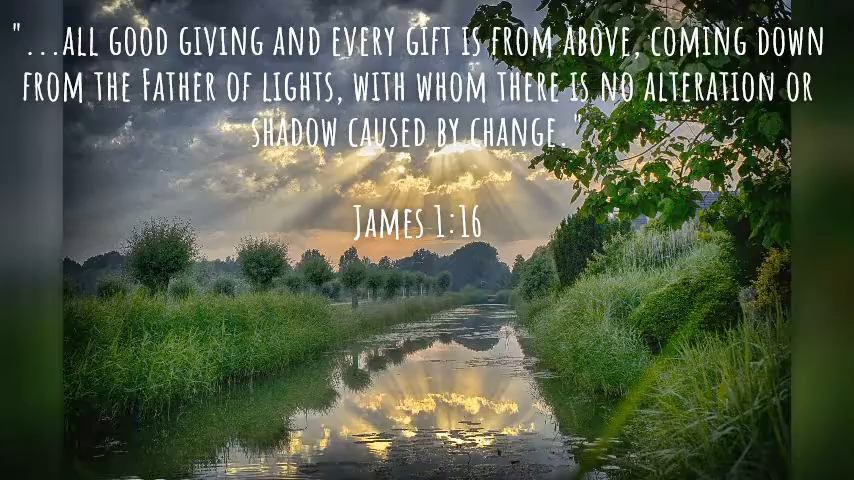 "...all good giving and every gift is from above, coming down
from the Father of lights, with whom there is no alteration or
shadow caused by change."
James 1:16